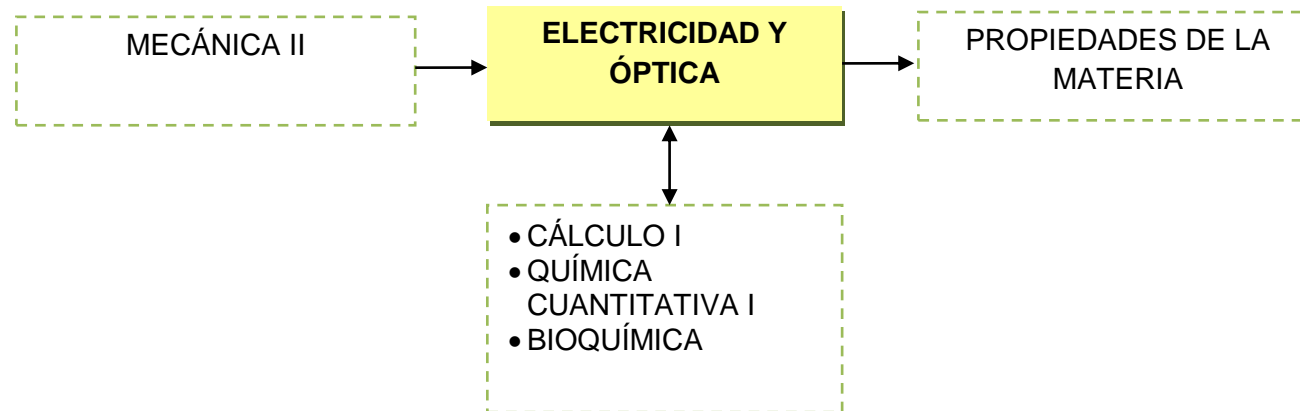 MECÁNICA II
ELECTRICIDAD Y
ÓPTICA
PROPIEDADES DE LA
MATERIA
• CÁLCULO I
• QUÍMICA
CUANTITATIVA I
• BIOQUÍMICA